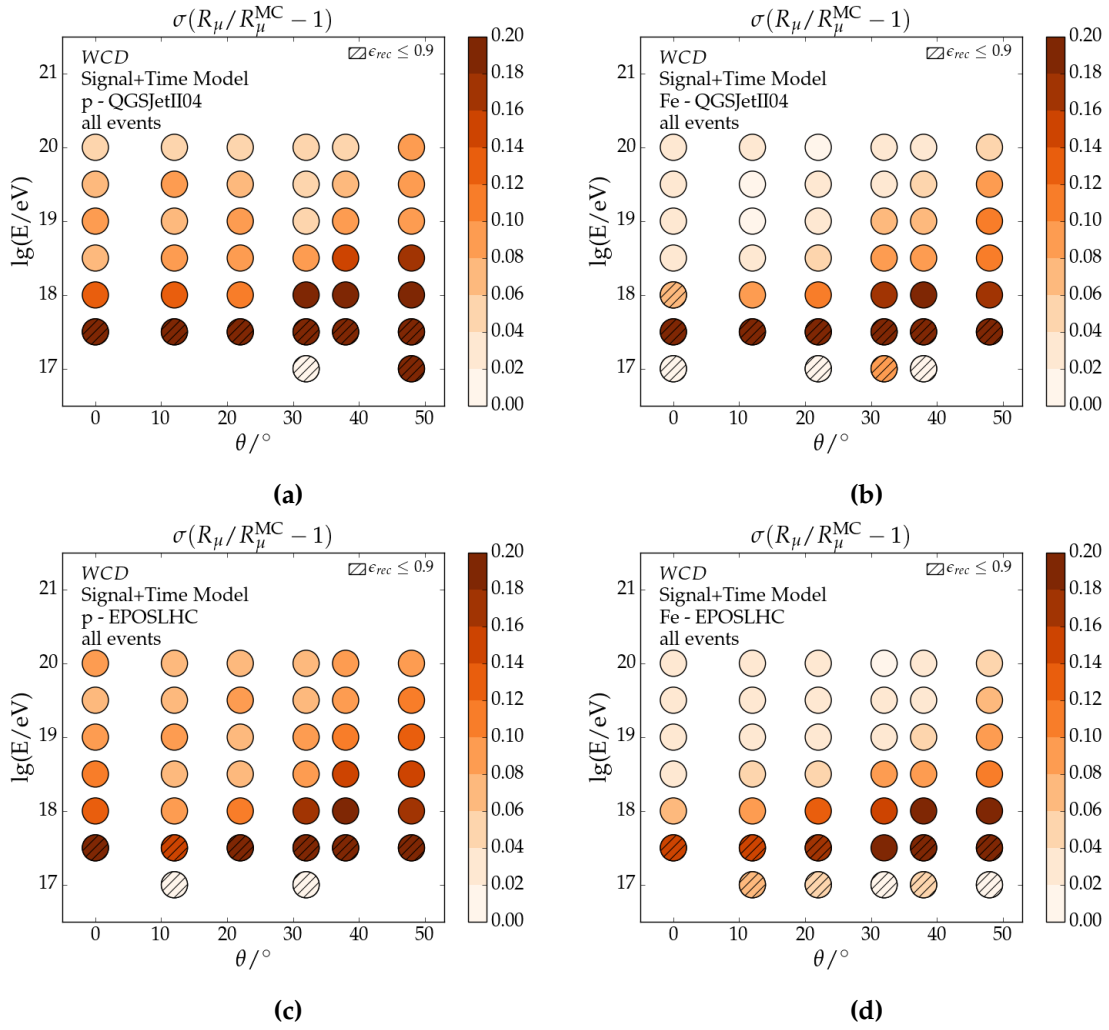 σ(R_μ/R_μ^MC − 1)
WCD
Signal+Time Model
p - QGSJetII04
all events
ϵ_rec ≤ 0.9
lg(E/eV)
21
20
19
18
17
0 10 20 30 40 50
θ/°
0.20
0.18
0.16
0.14
0.12
0.10
0.08
0.06
0.04
0.02
0.00
(a)
σ(R_μ/R_μ^MC − 1)
WCD
Signal+Time Model
Fe - QGSJetII04
all events
ϵ_rec ≤ 0.9
lg(E/eV)
21
20
19
18
17
0 10 20 30 40 50
θ/°
0.20
0.18
0.16
0.14
0.12
0.10
0.08
0.06
0.04
0.02
0.00
(b)
σ(R_μ/R_μ^MC − 1)
WCD
Signal+Time Model
p - EPOSLHC
all events
ϵ_rec ≤ 0.9
lg(E/eV)
21
20
19
18
17
0 10 20 30 40 50
θ/°
0.20
0.18
0.16
0.14
0.12
0.10
0.08
0.06
0.04
0.02
0.00
(c)
σ(R_μ/R_μ^MC − 1)
WCD
Signal+Time Model
Fe - EPOSLHC
all events
ϵ_rec ≤ 0.9
lg(E/eV)
21
20
19
18
17
0 10 20 30 40 50
θ/°
0.20
0.18
0.16
0.14
0.12
0.10
0.08
0.06
0.04
0.02
0.00
(d)